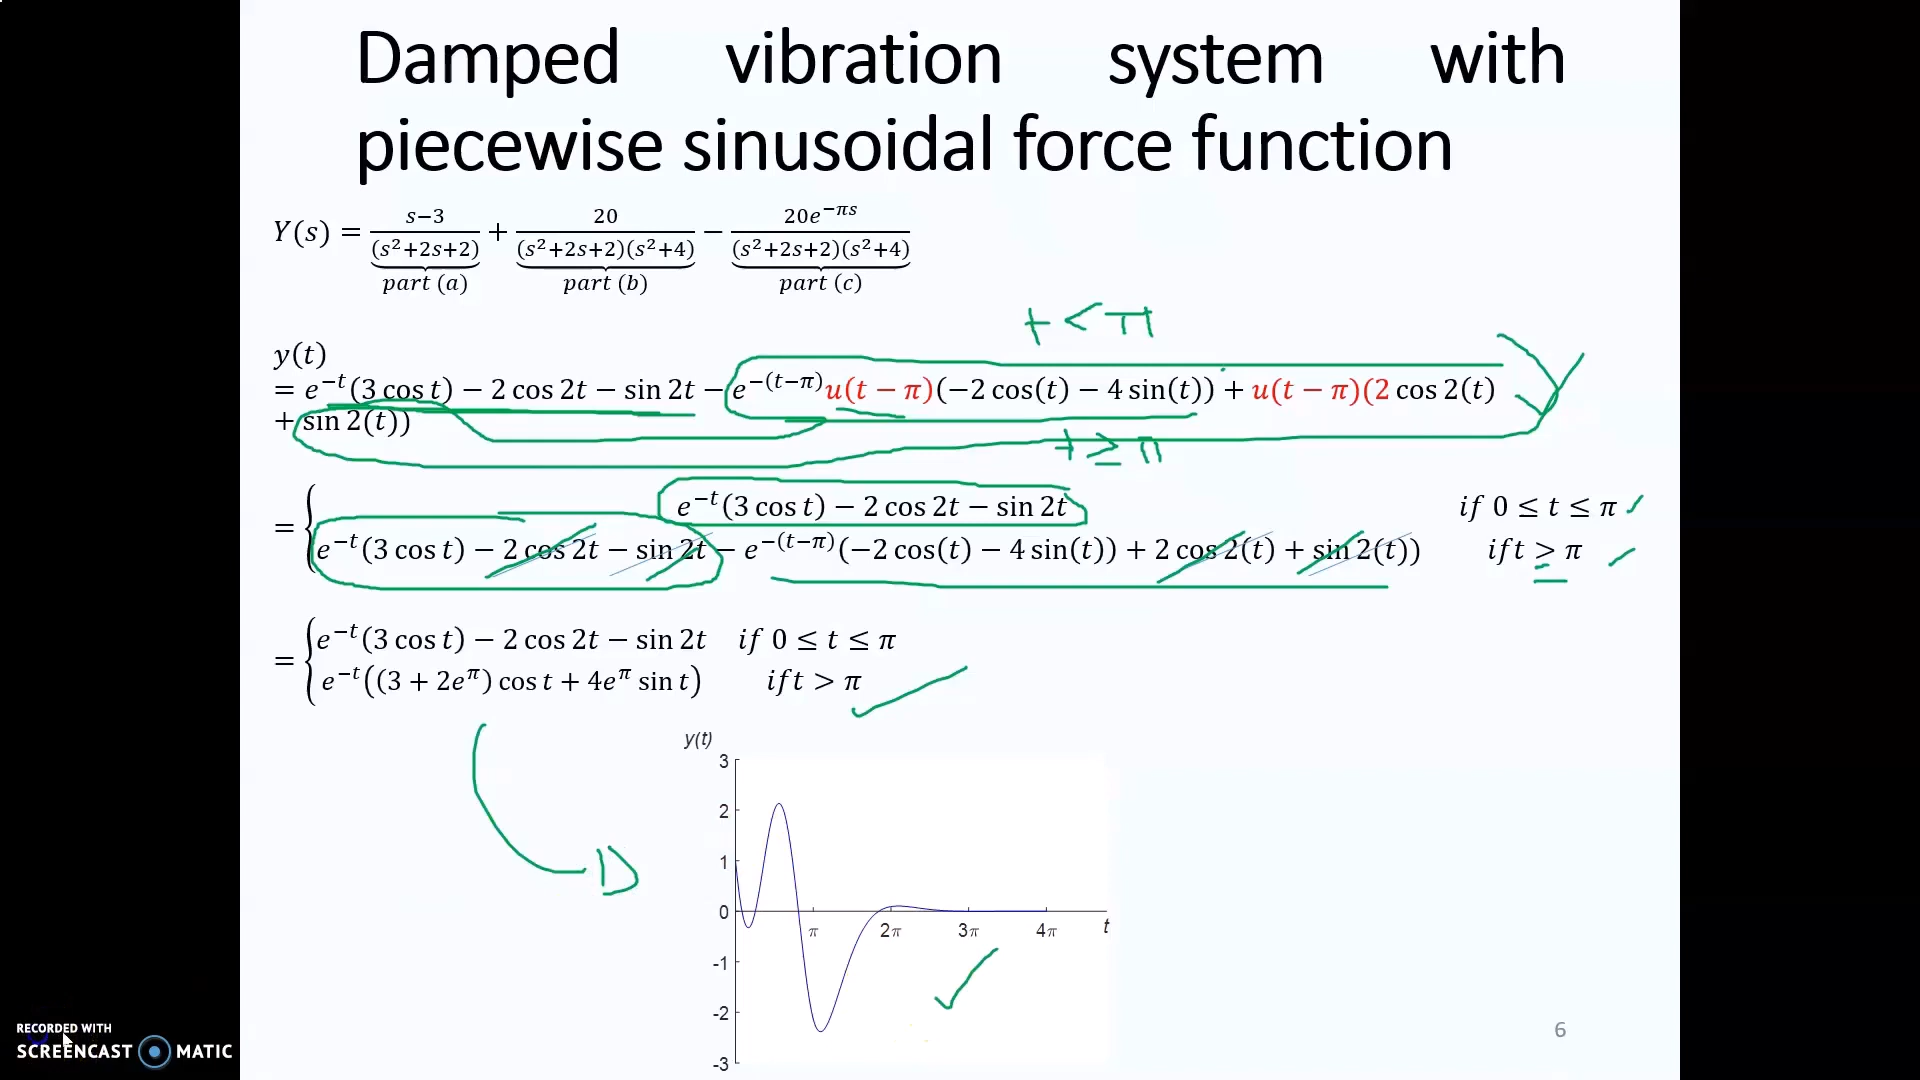 Damped vibration system with
piecewise sinusoidal force function
Y(s) = (s−3)/(s²+2s+2) + 20/((s²+2s+2)(s²+4)) − 20e^{−πs}/((s²+2s+2)(s²+4))
part (a) part (b) part (c)
t < π
y(t)
= e^{−t}(3 cos t) − 2 cos 2t − sin 2t − e^{−(t−π)}u(t − π)(−2 cos(t) − 4 sin(t)) + u(t − π)(2 cos 2(t)
+ sin 2(t))
t ≥ π
= { e^{−t}(3 cos t) − 2 cos 2t − sin 2t if 0 ≤ t ≤ π
e^{−t}(3 cos t) − 2 cos 2t − sin 2t − e^{−(t−π)}(−2 cos(t) − 4 sin(t)) + 2 cos 2(t) + sin 2(t)) ift > π
= { e^{−t}(3 cos t) − 2 cos 2t − sin 2t if 0 ≤ t ≤ π
e^{−t}((3 + 2e^π) cos t + 4e^π sin t) ift > π
D
y(t)
3
2
1
0
π 2π 3π 4π t
-1
-2
-3
6
RECORDED WITH
SCREENCAST MATIC